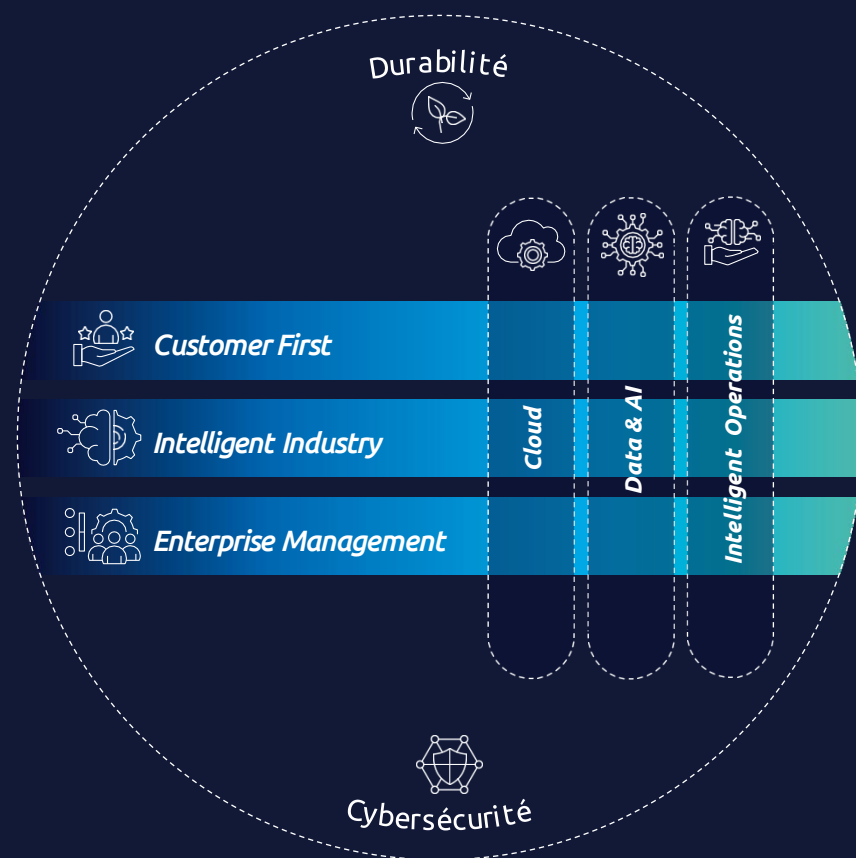 Durabilité
Customer First
Intelligent Industry
Enterprise Management
Cloud
Data & AI
Intelligent Operations
Cybersécurité